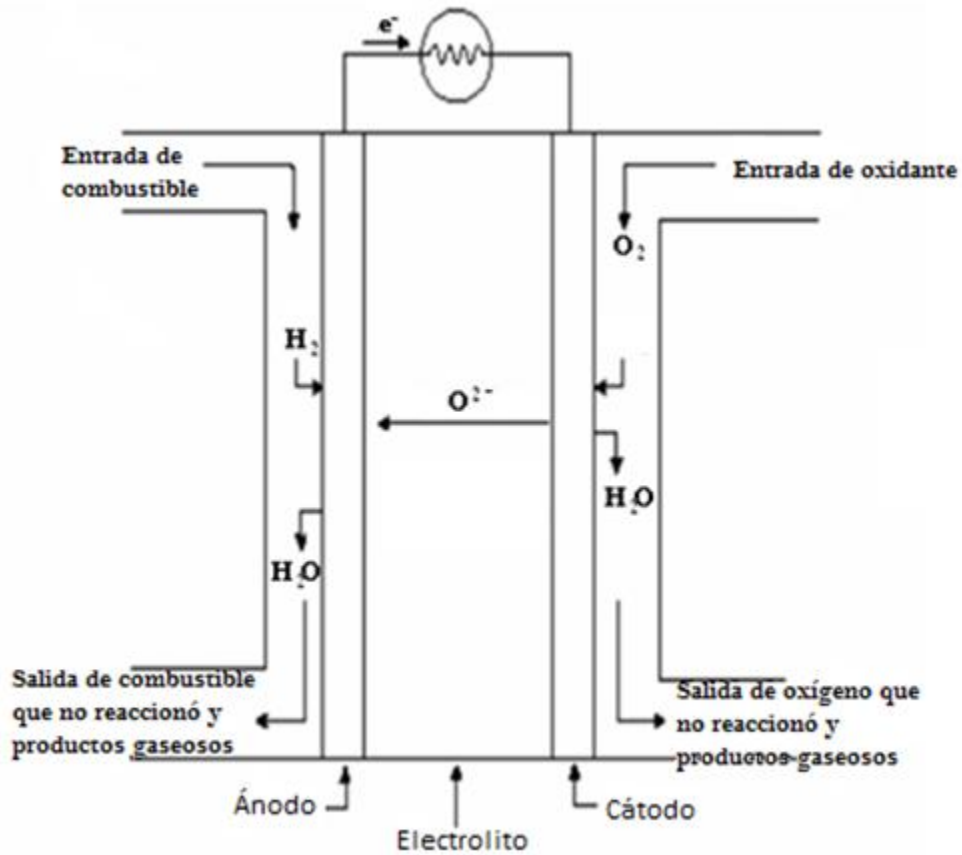 e⁻
Entrada de
combustible
Entrada de oxidante
O₂
H₂
O²⁻
H₂O
H₂O
Salida de combustible
que no reaccionó y
productos gaseosos
Salida de oxígeno que
no reaccionó y
productos gaseosos
Ánodo
Cátodo
Electrolito